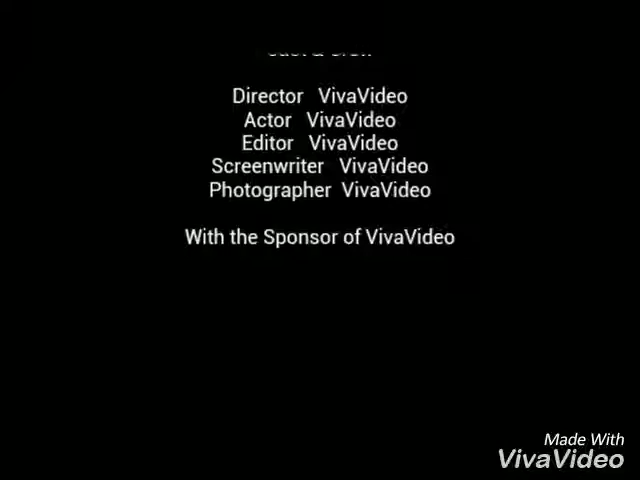 Director VivaVideo
Actor VivaVideo
Editor VivaVideo
Screenwriter VivaVideo
Photographer VivaVideo
With the Sponsor of VivaVideo
Made With
VivaVideo